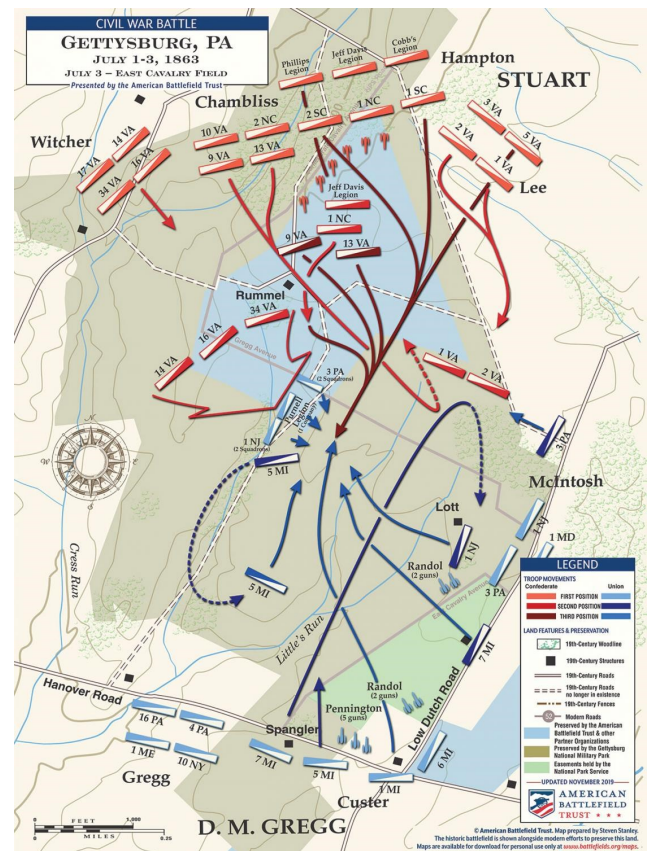 CIVIL WAR BATTLE
GETTYSBURG, PA
JULY 1-3, 1863
JULY 3 – EAST CAVALRY FIELD
Presented by the American Battlefield Trust
Phillips
Legion
Jeff Davis
Legion
Cobb's
Legion
Hampton
STUART
Chambliss
10 VA
2 NC
2 SC
1 NC
1 SC
3 VA
5 VA
2 VA
1 VA
Lee
9 VA
13 VA
Witcher
14 VA
17 VA
16 VA
34 VA
Jeff Davis
Legion
1 NC
9 VA
13 VA
Rummel
34 VA
16 VA
14 VA
Gregg Avenue
3 PA
(2 Squadrons)
Purnell
Legion
(1 Company)
1 NJ
(2 Squadrons)
5 MI
1 VA
2 VA
3 PA
McIntosh
1 NJ
1 MD
Lott
1 NJ
Randol
(2 guns)
3 PA
East Cavalry Avenue
5 MI
Cress Run
Little's Run
7 MI
Low Dutch Road
Hanover Road
16 PA
4 PA
1 ME
10 NY
Gregg
Spangler
Pennington
(5 guns)
Randol
(2 guns)
7 MI
5 MI
1 MI
6 MI
Custer
D. M. GREGG
N
E
S
W
LEGEND
TROOP MOVEMENTS
Confederate
Union
FIRST POSITION
SECOND POSITION
THIRD POSITION
LAND FEATURES & PRESERVATION
19th-Century Woodline
19th-Century Structures
19th-Century Roads
19th-Century Roads
no longer in existence
19th-Century Fences
Modern Roads
Preserved by the American
Battlefield Trust & other
Partner Organizations
Preserved by the Gettysburg
National Military Park
Easements held by the
National Park Service
UPDATED NOVEMBER 2019
AMERICAN
BATTLEFIELD
TRUST ★ ★ ★
0 FEET 1,000
0 MILES 0.25
© American Battlefield Trust. Map prepared by Steven Stanley.
The historic battlefield is shown alongside modern efforts to preserve this land.
Maps are available for download for personal use only at www.battlefields.org/maps.